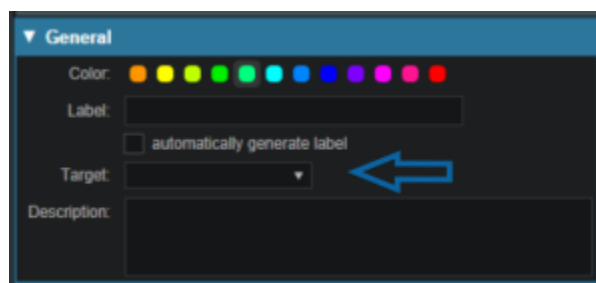 General
Color:
Label:
automatically generate label
Target:
Description: